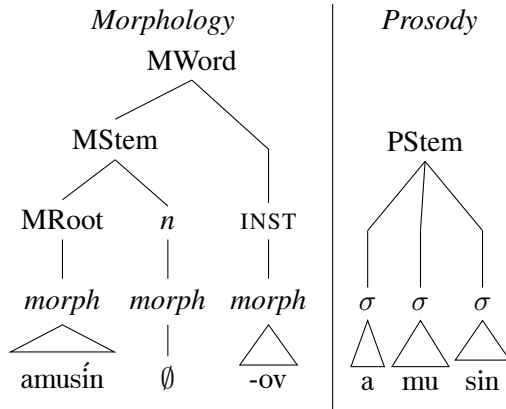 Morphology Prosody
MWord
MStem PStem
MRoot n INST
morph morph morph σ σ σ
amusín ∅ -ov a mu sin